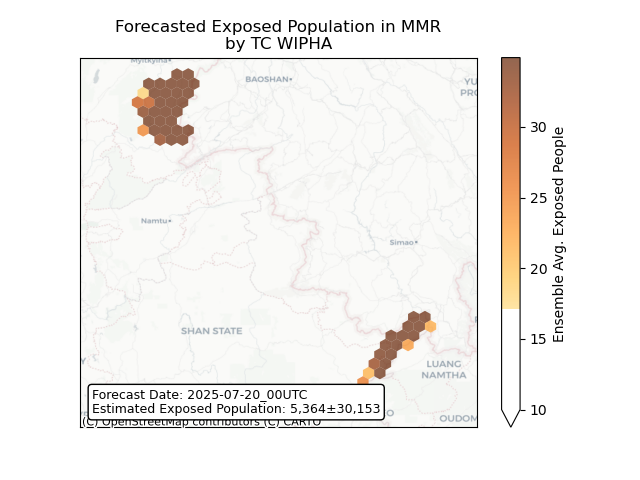 Forecasted Exposed Population in MMR
by TC WIPHA
Myitkyina
BAOSHAN
Namtu
Simao
SHAN STATE
LUANG
NAMTHA
OUDOM
Forecast Date: 2025-07-20_00UTC
Estimated Exposed Population: 5,364±30,153
(C) OpenStreetMap contributors (C) CARTO
30
25
20
15
10
Ensemble Avg. Exposed People